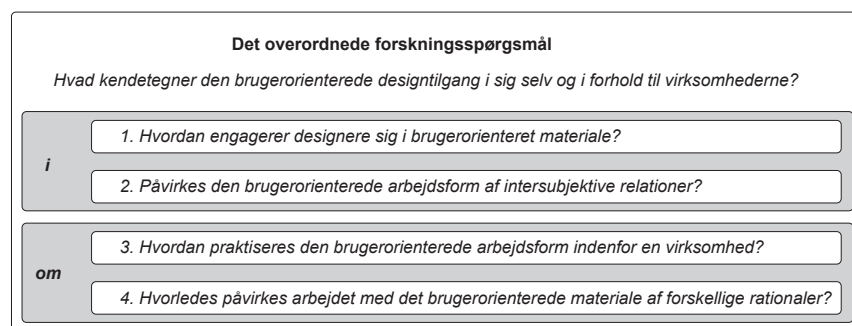 Det overordnede forskningsspørgsmål
Hvad kendetegner den brugerorienterede designtilgang i sig selv og i forhold til virksomhederne?
i
1. Hvordan engagerer designere sig i brugerorienteret materiale?
2. Påvirkes den brugerorienterede arbejdsform af intersubjektive relationer?
om
3. Hvordan praktiseres den brugerorienterede arbejdsform indenfor en virksomhed?
4. Hvorledes påvirkes arbejdet med det brugerorienterede materiale af forskellige rationaler?